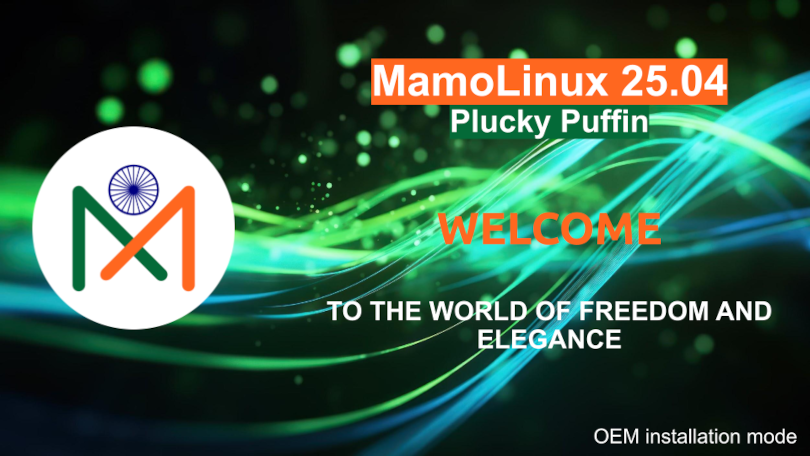 MamoLinux 25.04
Plucky Puffin
WELCOME
TO THE WORLD OF FREEDOM AND
ELEGANCE
OEM installation mode